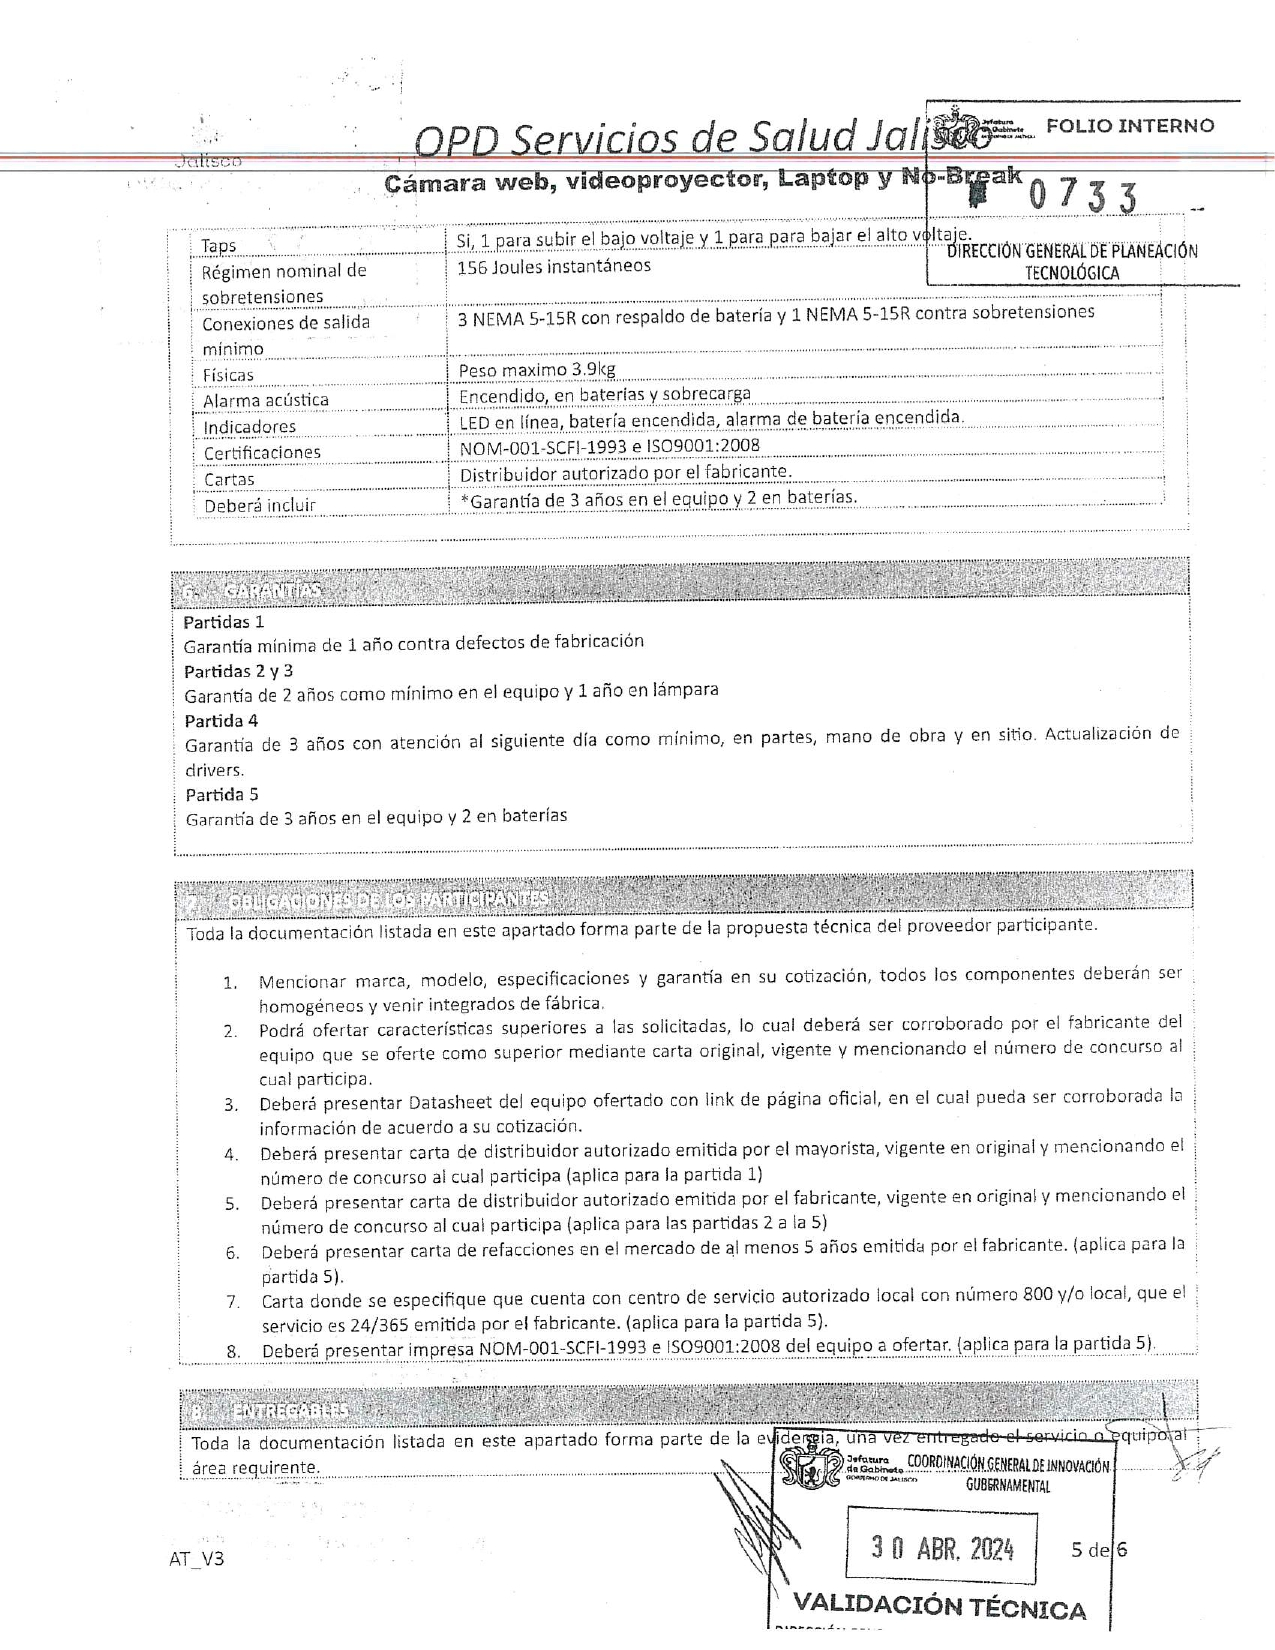 OPD Servicios de Salud Jalisco
Jefatura de Gabinete
FOLIO INTERNO
Jalisco
Cámara web, videoproyector, Laptop y No-Break
0733
DIRECCIÓN GENERAL DE PLANEACIÓN
TECNOLÓGICA
Taps Si, 1 para subir el bajo voltaje y 1 para para bajar el alto voltaje.
Régimen nominal de 156 Joules instantáneos
sobretensiones
Conexiones de salida 3 NEMA 5-15R con respaldo de batería y 1 NEMA 5-15R contra sobretensiones
mínimo
Físicas Peso maximo 3.9kg
Alarma acústica Encendido, en baterías y sobrecarga
Indicadores LED en línea, batería encendida, alarma de batería encendida.
Certificaciones NOM-001-SCFI-1993 e ISO9001:2008
Cartas Distribuidor autorizado por el fabricante.
Deberá incluir *Garantía de 3 años en el equipo y 2 en baterías.
6. GARANTÍAS
Partidas 1
Garantía mínima de 1 año contra defectos de fabricación
Partidas 2 y 3
Garantía de 2 años como mínimo en el equipo y 1 año en lámpara
Partida 4
Garantía de 3 años con atención al siguiente día como mínimo, en partes, mano de obra y en sitio. Actualización de
drivers.
Partida 5
Garantía de 3 años en el equipo y 2 en baterías
7. OBLIGACIONES DE LOS PARTICIPANTES
Toda la documentación listada en este apartado forma parte de la propuesta técnica del proveedor participante.
1. Mencionar marca, modelo, especificaciones y garantía en su cotización, todos los componentes deberán ser
homogéneos y venir integrados de fábrica.
2. Podrá ofertar características superiores a las solicitadas, lo cual deberá ser corroborado por el fabricante del
equipo que se oferte como superior mediante carta original, vigente y mencionando el número de concurso al
cual participa.
3. Deberá presentar Datasheet del equipo ofertado con link de página oficial, en el cual pueda ser corroborada la
información de acuerdo a su cotización.
4. Deberá presentar carta de distribuidor autorizado emitida por el mayorista, vigente en original y mencionando el
número de concurso al cual participa (aplica para la partida 1)
5. Deberá presentar carta de distribuidor autorizado emitida por el fabricante, vigente en original y mencionando el
número de concurso al cual participa (aplica para las partidas 2 a la 5)
6. Deberá presentar carta de refacciones en el mercado de al menos 5 años emitida por el fabricante. (aplica para la
partida 5).
7. Carta donde se especifique que cuenta con centro de servicio autorizado local con número 800 y/o local, que el
servicio es 24/365 emitida por el fabricante. (aplica para la partida 5).
8. Deberá presentar impresa NOM-001-SCFI-1993 e ISO9001:2008 del equipo a ofertar. (aplica para la partida 5).
8. ENTREGABLES
Toda la documentación listada en este apartado forma parte de la evidencia, una vez entregado el servicio o equipo al
área requirente.
Jefatura de Gabinete
GOBIERNO DE JALISCO
COORDINACIÓN GENERAL DE INNOVACIÓN
GUBERNAMENTAL
30 ABR. 2024
VALIDACIÓN TÉCNICA
AT_V3
5 de 6